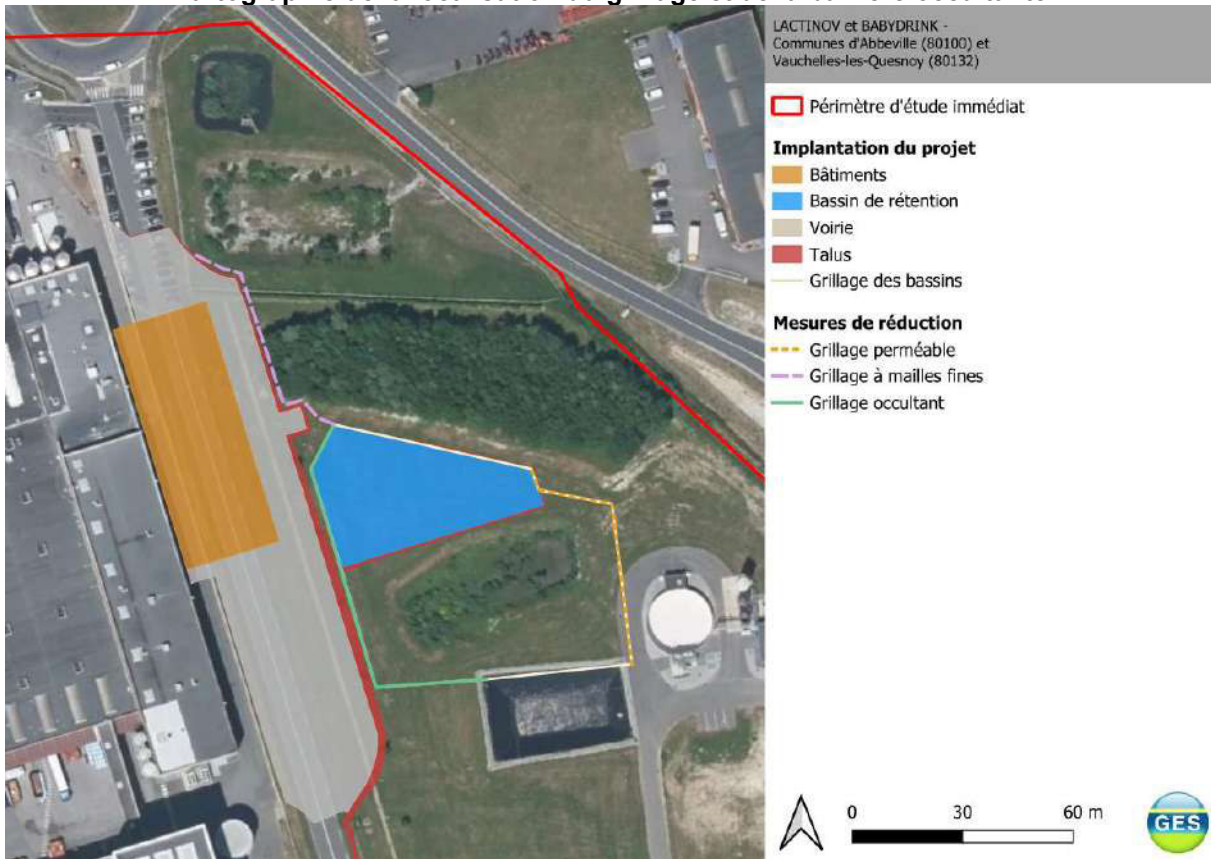 LACTINOV et BABYDRINK -
Communes d'Abbeville (80100) et
Vauchelles-les-Quesnoy (80132)
Périmètre d'étude immédiat
Implantation du projet
Bâtiments
Bassin de rétention
Voirie
Talus
Grillage des bassins
Mesures de réduction
Grillage perméable
Grillage à mailles fines
Grillage occultant
0 30 60 m
GES